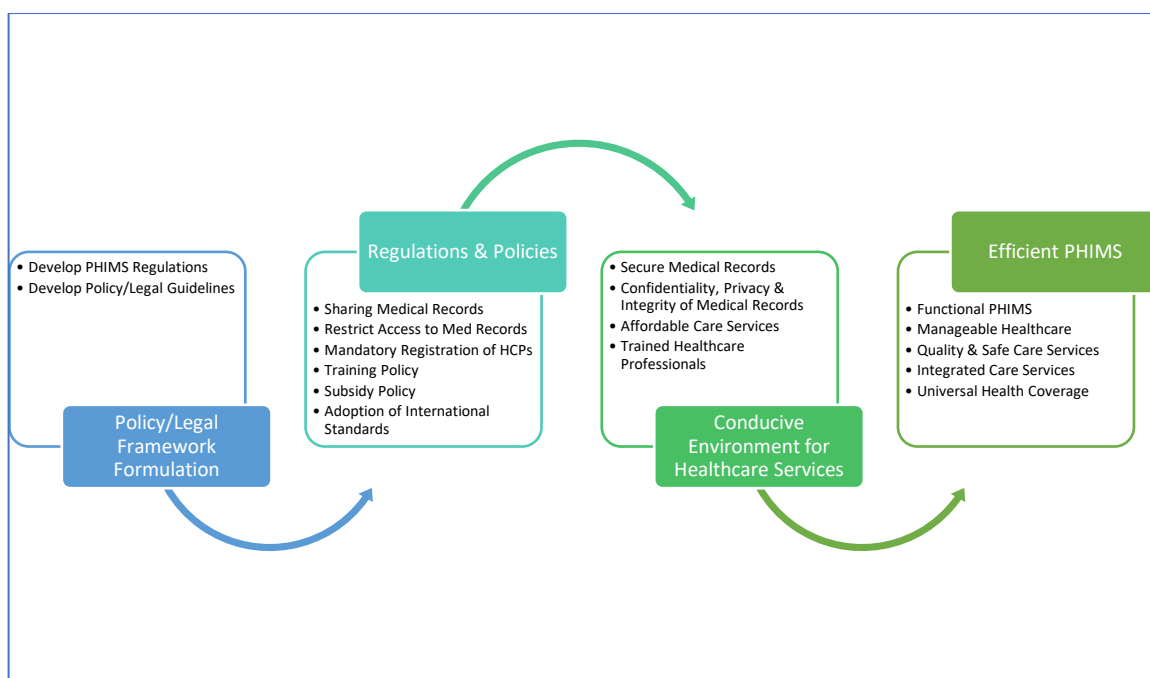 • Develop PHIMS Regulations
• Develop Policy/Legal Guidelines
Policy/Legal
Framework
Formulation
Regulations & Policies
• Sharing Medical Records
• Restrict Access to Med Records
• Mandatory Registration of HCPs
• Training Policy
• Subsidy Policy
• Adoption of International
Standards
• Secure Medical Records
• Confidentiality, Privacy &
Integrity of Medical Records
• Affordable Care Services
• Trained Healthcare
Professionals
Conducive
Environment for
Healthcare Services
Efficient PHIMS
• Functional PHIMS
• Manageable Healthcare
• Quality & Safe Care Services
• Integrated Care Services
• Universal Health Coverage